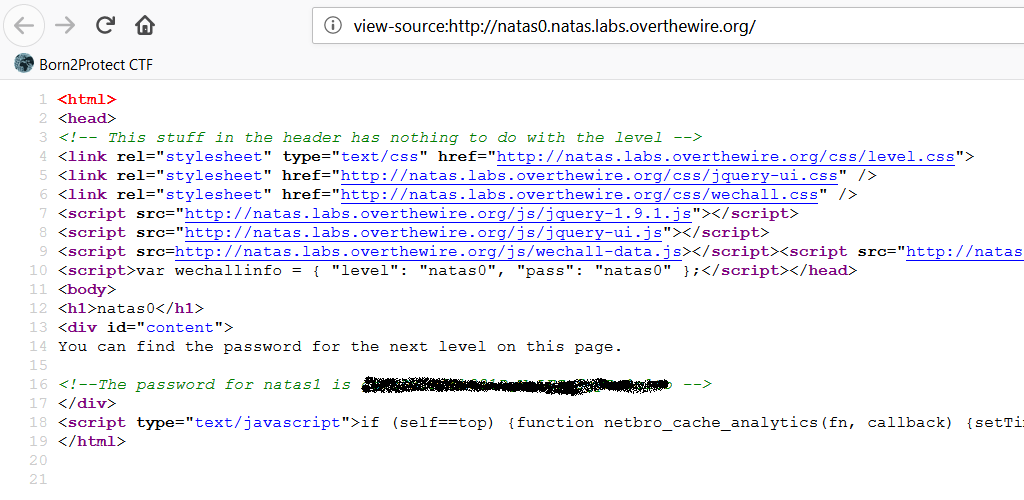 view-source:http://natas0.natas.labs.overthewire.org/
Born2Protect CTF
1 <html>
2 <head>
3 <!-- This stuff in the header has nothing to do with the level -->
4 <link rel="stylesheet" type="text/css" href="http://natas.labs.overthewire.org/css/level.css">
5 <link rel="stylesheet" href="http://natas.labs.overthewire.org/css/jquery-ui.css" />
6 <link rel="stylesheet" href="http://natas.labs.overthewire.org/css/wechall.css" />
7 <script src="http://natas.labs.overthewire.org/js/jquery-1.9.1.js"></script>
8 <script src="http://natas.labs.overthewire.org/js/jquery-ui.js"></script>
9 <script src=http://natas.labs.overthewire.org/js/wechall-data.js></script><script src="http://natas
10 <script>var wechallinfo = { "level": "natas0", "pass": "natas0" };</script></head>
11 <body>
12 <h1>natas0</h1>
13 <div id="content">
14 You can find the password for the next level on this page.
15
16 <!--The password for natas1 is -->
17 </div>
18 <script type="text/javascript">if (self==top) {function netbro_cache_analytics(fn, callback) {setTi
19 </html>
20
21